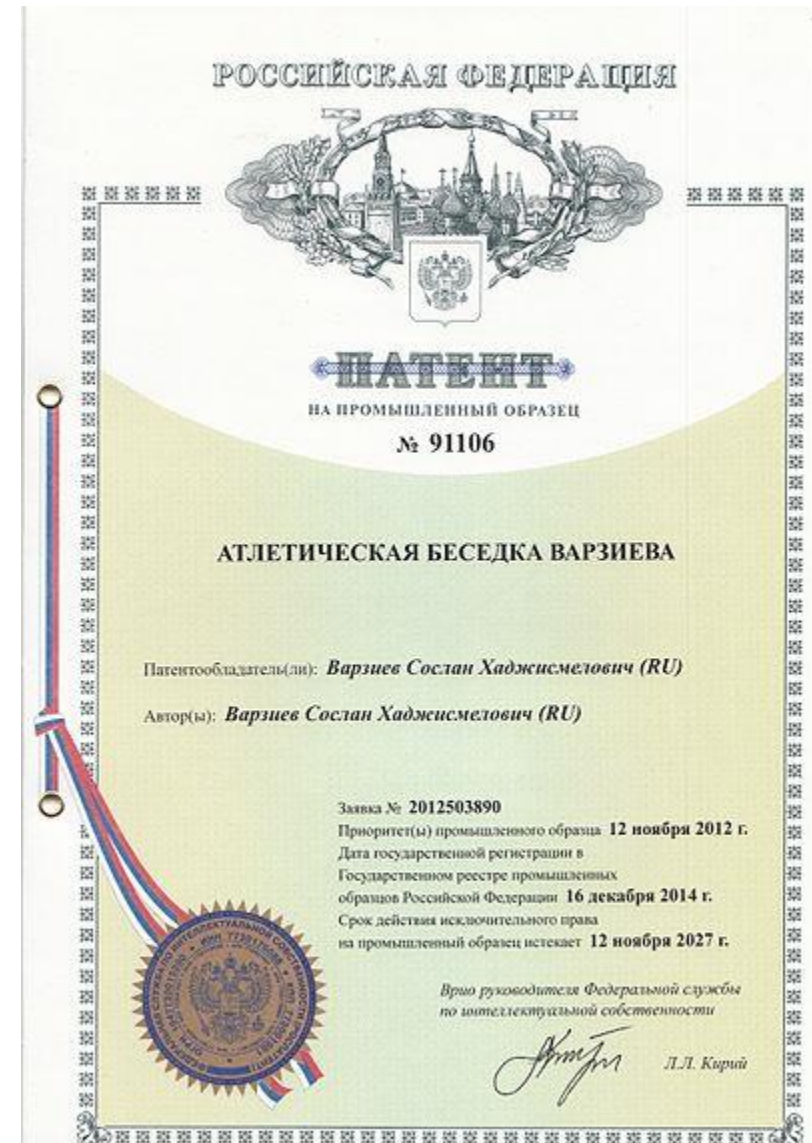 РОССИЙСКАЯ ФЕДЕРАЦИЯ
ПАТЕНТ
НА ПРОМЫШЛЕННЫЙ ОБРАЗЕЦ
№ 91106
АТЛЕТИЧЕСКАЯ БЕСЕДКА ВАРЗИЕВА
Патентообладатель(ли): Варзиев Сослан Хаджисмелович (RU)
Автор(ы): Варзиев Сослан Хаджисмелович (RU)
Заявка № 2012503890
Приоритет(ы) промышленного образца 12 ноября 2012 г.
Дата государственной регистрации в
Государственном реестре промышленных
образцов Российской Федерации 16 декабря 2014 г.
Срок действия исключительного права
на промышленный образец истекает 12 ноября 2027 г.
Врио руководителя Федеральной службы
по интеллектуальной собственности
Л.Л. Кирий